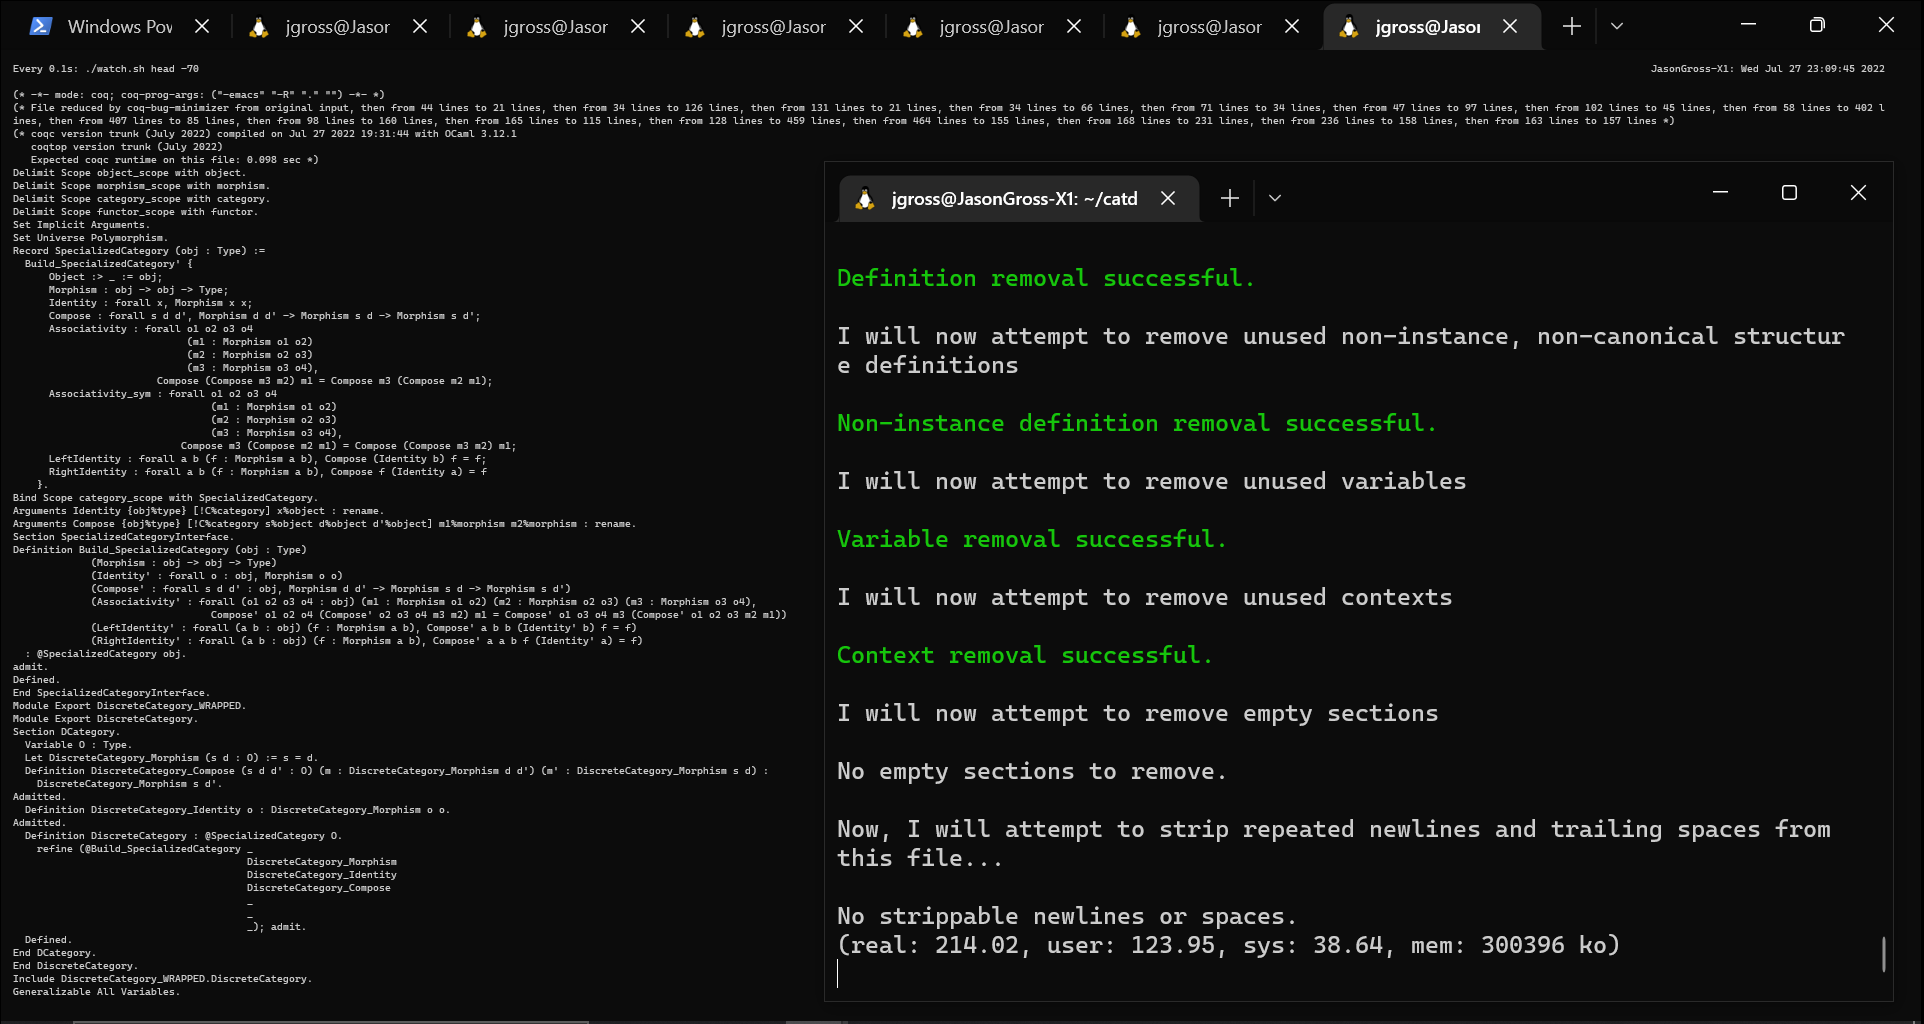 Windows Pow
jgross@Jason
jgross@Jason
jgross@Jason
jgross@Jason
jgross@Jason
jgross@Jason
Every 0.1s: ./watch.sh head -70
JasonGross-X1: Wed Jul 27 23:09:45 2022
(* -*- mode: coq; coq-prog-args: ("-emacs" "-R" "." "") -*- *)
(* File reduced by coq-bug-minimizer from original input, then from 44 lines to 21 lines, then from 34 lines to 126 lines, then from 131 lines to 21 lines, then from 34 lines to 66 lines, then from 71 lines to 34 lines, then from 47 lines to 97 lines, then from 102 lines to 45 lines, then from 58 lines to 402 l
ines, then from 407 lines to 85 lines, then from 98 lines to 160 lines, then from 165 lines to 115 lines, then from 128 lines to 459 lines, then from 464 lines to 155 lines, then from 168 lines to 231 lines, then from 236 lines to 158 lines, then from 163 lines to 157 lines *)
(* coqc version trunk (July 2022) compiled on Jul 27 2022 19:31:44 with OCaml 3.12.1
   coqtop version trunk (July 2022)
   Expected coqc runtime on this file: 0.098 sec *)
Delimit Scope object_scope with object.
Delimit Scope morphism_scope with morphism.
Delimit Scope category_scope with category.
Delimit Scope functor_scope with functor.
Set Implicit Arguments.
Set Universe Polymorphism.
Record SpecializedCategory (obj : Type) :=
  Build_SpecializedCategory' {
      Object :> _ := obj;
      Morphism : obj -> obj -> Type;
      Identity : forall x, Morphism x x;
      Compose : forall s d d', Morphism d d' -> Morphism s d -> Morphism s d';
      Associativity : forall o1 o2 o3 o4
                             (m1 : Morphism o1 o2)
                             (m2 : Morphism o2 o3)
                             (m3 : Morphism o3 o4),
                        Compose (Compose m3 m2) m1 = Compose m3 (Compose m2 m1);
      Associativity_sym : forall o1 o2 o3 o4
                                 (m1 : Morphism o1 o2)
                                 (m2 : Morphism o2 o3)
                                 (m3 : Morphism o3 o4),
                            Compose m3 (Compose m2 m1) = Compose (Compose m3 m2) m1;
      LeftIdentity : forall a b (f : Morphism a b), Compose (Identity b) f = f;
      RightIdentity : forall a b (f : Morphism a b), Compose f (Identity a) = f
    }.
Bind Scope category_scope with SpecializedCategory.
Arguments Identity {obj%type} [!C%category] x%object : rename.
Arguments Compose {obj%type} [!C%category s%object d%object d'%object] m1%morphism m2%morphism : rename.
Section SpecializedCategoryInterface.
Definition Build_SpecializedCategory (obj : Type)
             (Morphism : obj -> obj -> Type)
             (Identity' : forall o : obj, Morphism o o)
             (Compose' : forall s d d' : obj, Morphism d d' -> Morphism s d -> Morphism s d')
             (Associativity' : forall (o1 o2 o3 o4 : obj) (m1 : Morphism o1 o2) (m2 : Morphism o2 o3) (m3 : Morphism o3 o4),
                                 Compose' o1 o2 o4 (Compose' o2 o3 o4 m3 m2) m1 = Compose' o1 o3 o4 m3 (Compose' o1 o2 o3 m2 m1))
             (LeftIdentity' : forall (a b : obj) (f : Morphism a b), Compose' a b b (Identity' b) f = f)
             (RightIdentity' : forall (a b : obj) (f : Morphism a b), Compose' a a b f (Identity' a) = f)
  : @SpecializedCategory obj.
admit.
Defined.
End SpecializedCategoryInterface.
Module Export DiscreteCategory_WRAPPED.
Module Export DiscreteCategory.
Section DCategory.
  Variable O : Type.
  Let DiscreteCategory_Morphism (s d : O) := s = d.
  Definition DiscreteCategory_Compose (s d d' : O) (m : DiscreteCategory_Morphism d d') (m' : DiscreteCategory_Morphism s d) :
    DiscreteCategory_Morphism s d'.
Admitted.
  Definition DiscreteCategory_Identity o : DiscreteCategory_Morphism o o.
Admitted.
  Definition DiscreteCategory : @SpecializedCategory O.
    refine (@Build_SpecializedCategory _
                                       DiscreteCategory_Morphism
                                       DiscreteCategory_Identity
                                       DiscreteCategory_Compose
                                       _
                                       _
                                       _); admit.
  Defined.
End DCategory.
End DiscreteCategory.
Include DiscreteCategory_WRAPPED.DiscreteCategory.
Generalizable All Variables.
jgross@JasonGross-X1: ~/catd
Definition removal successful.
I will now attempt to remove unused non-instance, non-canonical structur
e definitions
Non-instance definition removal successful.
I will now attempt to remove unused variables
Variable removal successful.
I will now attempt to remove unused contexts
Context removal successful.
I will now attempt to remove empty sections
No empty sections to remove.
Now, I will attempt to strip repeated newlines and trailing spaces from
this file...
No strippable newlines or spaces.
(real: 214.02, user: 123.95, sys: 38.64, mem: 300396 ko)